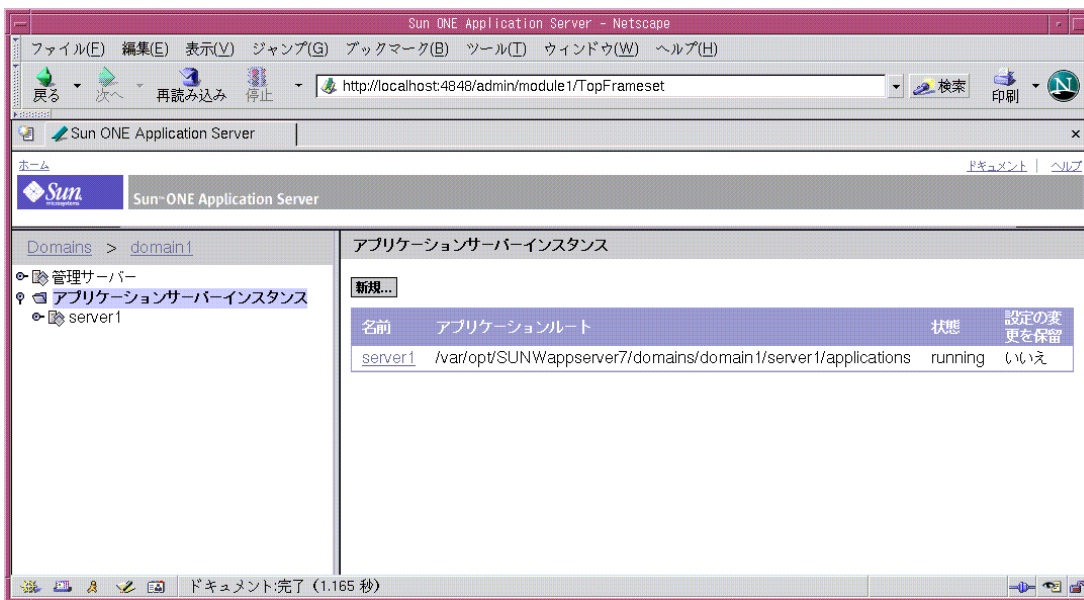 Sun ONE Application Server - Netscape
ファイル(F) 編集(E) 表示(V) ジャンプ(G) ブックマーク(B) ツール(T) ウィンドウ(W) ヘルプ(H)
戻る 次へ 再読み込み 停止 http://localhost:4848/admin/module1/TopFrameset 検索 印刷 N
Sun ONE Application Server
ホーム ドキュメント | ヘルプ
Sun microsystems Sun™ ONE Application Server
Domains > domain1
管理サーバー
アプリケーションサーバーインスタンス
server1
アプリケーションサーバーインスタンス
新規...
名前 アプリケーションルート 状態 設定の変更を保留
server1 /var/opt/SUNWappserver7/domains/domain1/server1/applications running いいえ
ドキュメント:完了 (1.165 秒)